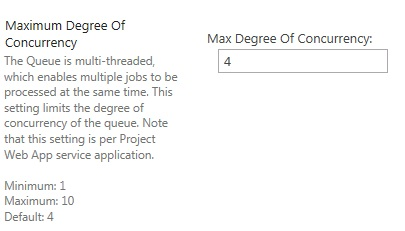 Maximum Degree Of
Concurrency
The Queue is multi-threaded,
which enables multiple jobs to be
processed at the same time. This
setting limits the degree of
concurrency of the queue. Note
that this setting is per Project
Web App service application.
Minimum: 1
Maximum: 10
Default: 4
Max Degree Of Concurrency:
4